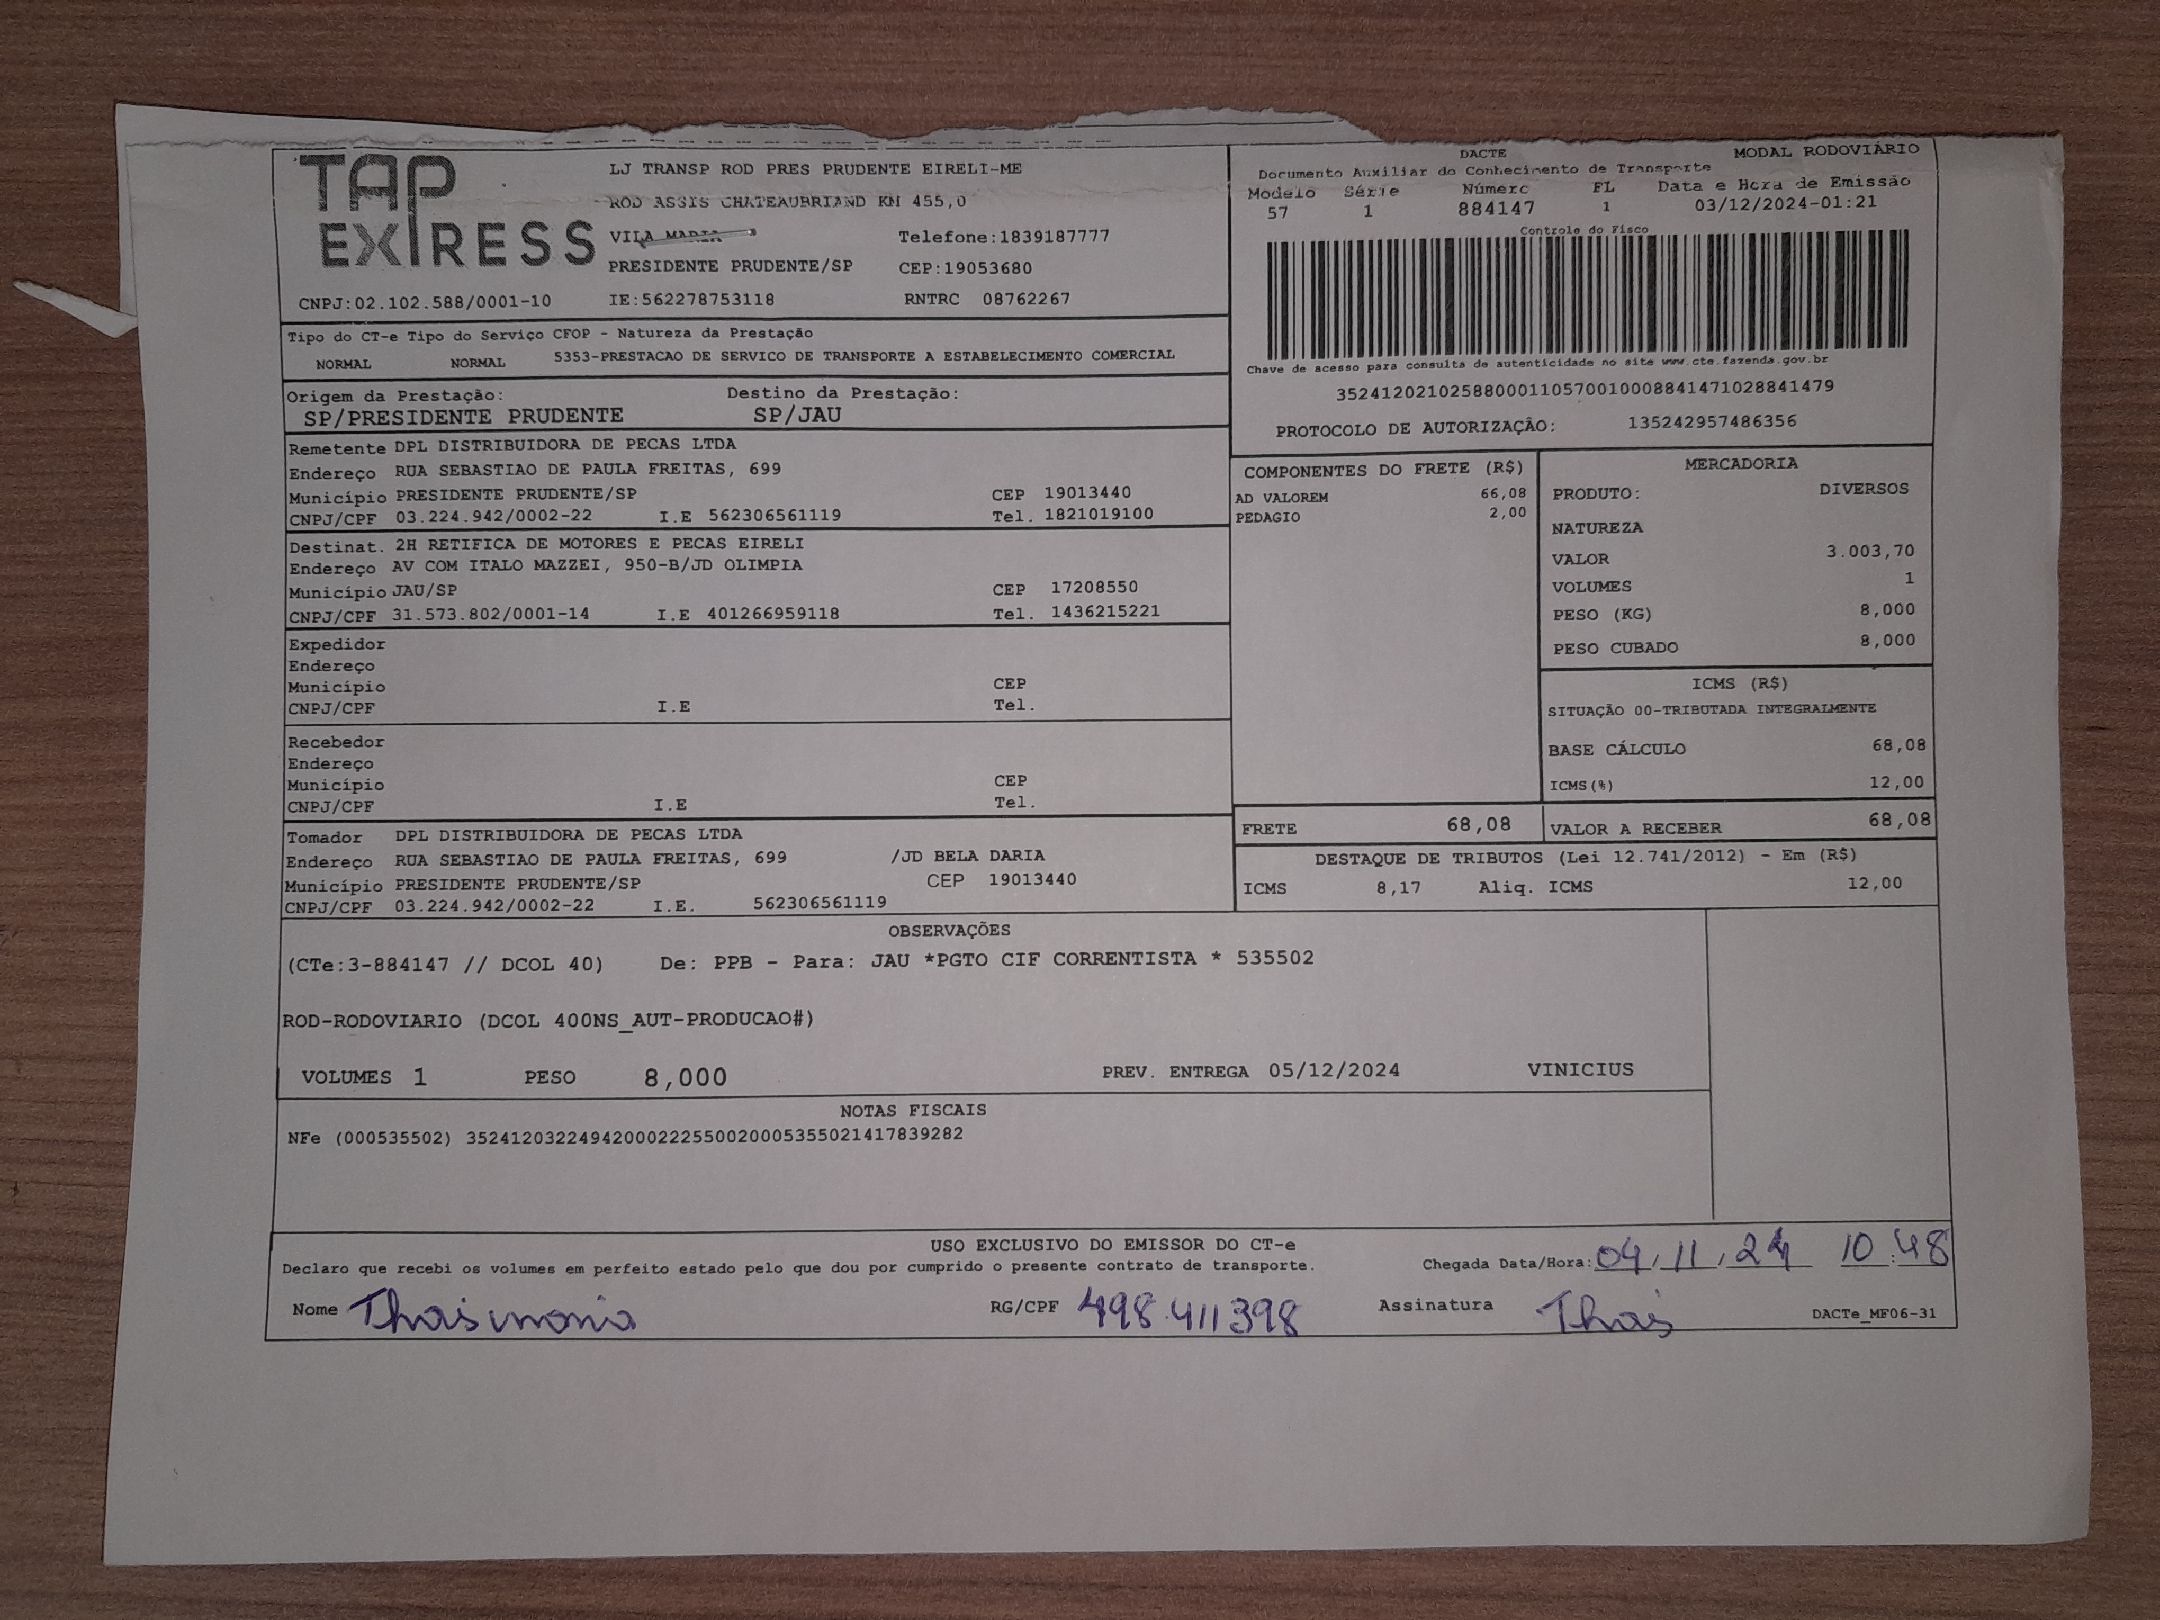 TAP EXPRESS
LJ TRANSP ROD PRES PRUDENTE EIRELI-ME
ROD ASSIS CHATEAUBRIAND KM 455,0
VILA MARIA Telefone:1839187777
PRESIDENTE PRUDENTE/SP CEP:19053680
CNPJ:02.102.588/0001-10 IE:562278753118 RNTRC 08762267
DACTE MODAL RODOVIÁRIO
Documento Auxiliar do Conhecimento de Transporte
Modelo Série Número FL Data e Hora de Emissão
57 1 884147 1 03/12/2024-01:21
Controle do Fisco
Chave de acesso para consulta de autenticidade no site www.cte.fazenda.gov.br
35241202102588000110570010008841471028841479
PROTOCOLO DE AUTORIZAÇÃO: 135242957486356
Tipo do CT-e Tipo do Serviço CFOP - Natureza da Prestação
NORMAL NORMAL 5353-PRESTACAO DE SERVICO DE TRANSPORTE A ESTABELECIMENTO COMERCIAL
Origem da Prestação: Destino da Prestação:
SP/PRESIDENTE PRUDENTE SP/JAU
Remetente DPL DISTRIBUIDORA DE PECAS LTDA
Endereço RUA SEBASTIAO DE PAULA FREITAS, 699
Município PRESIDENTE PRUDENTE/SP CEP 19013440
CNPJ/CPF 03.224.942/0002-22 I.E 562306561119 Tel. 1821019100
Destinat. 2H RETIFICA DE MOTORES E PECAS EIRELI
Endereço AV COM ITALO MAZZEI, 950-B/JD OLIMPIA
Município JAU/SP CEP 17208550
CNPJ/CPF 31.573.802/0001-14 I.E 401266959118 Tel. 1436215221
Expedidor
Endereço
Município CEP
CNPJ/CPF I.E Tel.
Recebedor
Endereço
Município CEP
CNPJ/CPF I.E Tel.
Tomador DPL DISTRIBUIDORA DE PECAS LTDA
Endereço RUA SEBASTIAO DE PAULA FREITAS, 699 /JD BELA DARIA
Município PRESIDENTE PRUDENTE/SP CEP 19013440
CNPJ/CPF 03.224.942/0002-22 I.E. 562306561119
COMPONENTES DO FRETE (R$)
AD VALOREM 66,08
PEDAGIO 2,00
MERCADORIA
PRODUTO: DIVERSOS
NATUREZA
VALOR 3.003,70
VOLUMES 1
PESO (KG) 8,000
PESO CUBADO 8,000
ICMS (R$)
SITUAÇÃO 00-TRIBUTADA INTEGRALMENTE
BASE CÁLCULO 68,08
ICMS(%) 12,00
FRETE 68,08 VALOR A RECEBER 68,08
DESTAQUE DE TRIBUTOS (Lei 12.741/2012) - Em (R$)
ICMS 8,17 Aliq. ICMS 12,00
OBSERVAÇÕES
(CTe:3-884147 // DCOL 40) De: PPB - Para: JAU *PGTO CIF CORRENTISTA * 535502
ROD-RODOVIARIO (DCOL 400NS_AUT-PRODUCAO#)
VOLUMES 1 PESO 8,000 PREV. ENTREGA 05/12/2024 VINICIUS
NOTAS FISCAIS
NFe (000535502) 35241203224942000222550020005355021417839282
USO EXCLUSIVO DO EMISSOR DO CT-e
Declaro que recebi os volumes em perfeito estado pelo que dou por cumprido o presente contrato de transporte.
Chegada Data/Hora: 04/11/24 10:48
Nome Thais maria RG/CPF 498.411398 Assinatura Thais
DACTe_MF06-31